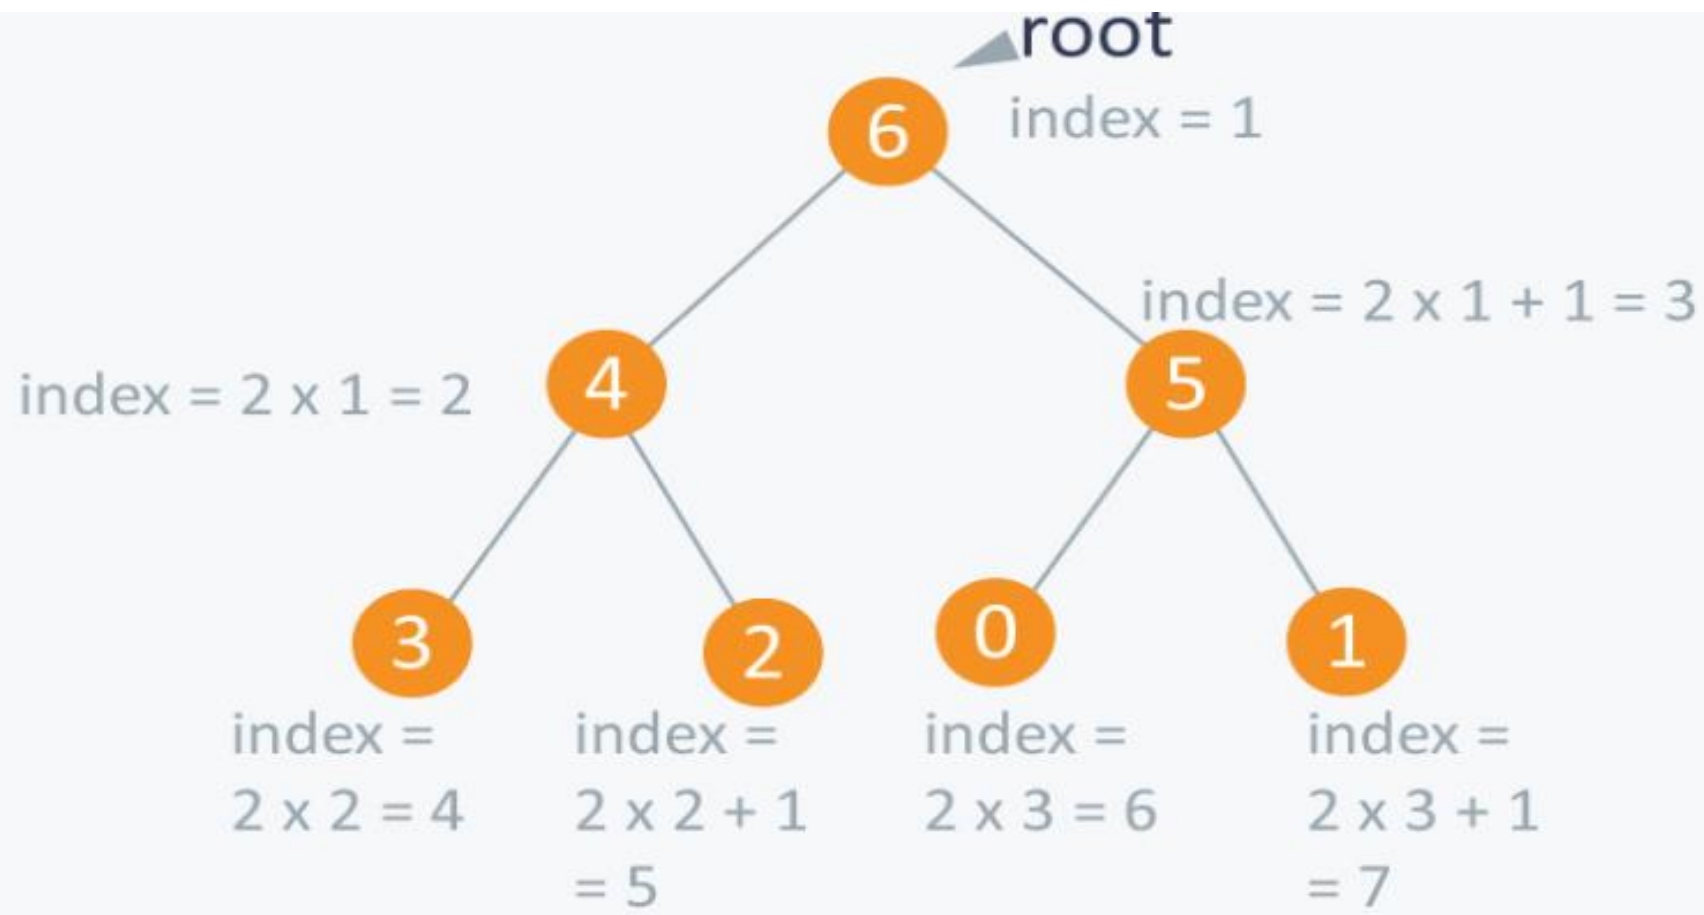 root
6
index = 1
index = 2 x 1 + 1 = 3
index = 2 x 1 = 2
4
5
3
2
0
1
index =
2 x 2 = 4
index =
2 x 2 + 1
= 5
index =
2 x 3 = 6
index =
2 x 3 + 1
= 7